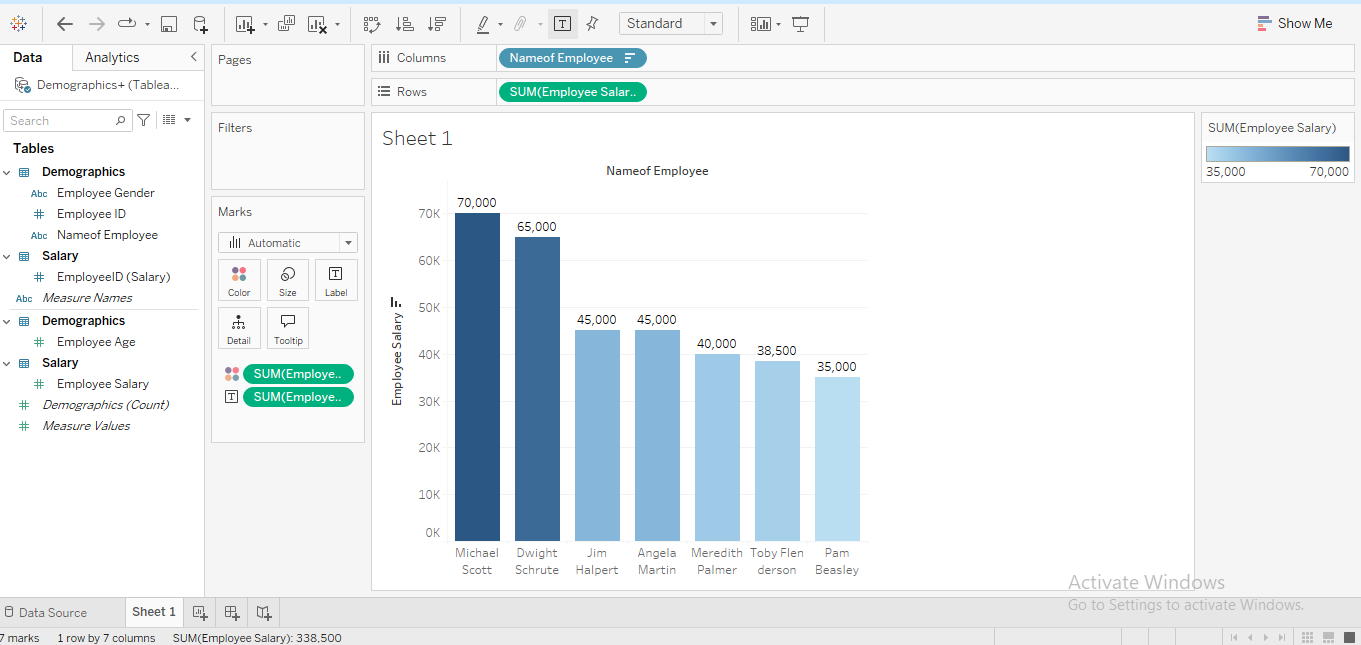 Standard
Show Me
Data
Analytics
Demographics+ (Tablea...
Search
Tables
Demographics
Abc Employee Gender
Employee ID
Abc Nameof Employee
Salary
EmployeeID (Salary)
Abc Measure Names
Demographics
Employee Age
Salary
Employee Salary
Demographics (Count)
Measure Values
Pages
Filters
Marks
Automatic
Color Size Label
Detail Tooltip
SUM(Employe..
T SUM(Employe..
Columns Nameof Employee
Rows SUM(Employee Salar..
Sheet 1
Nameof Employee
Employee Salary
70K
60K
50K
40K
30K
20K
10K
0K
70,000
65,000
45,000
45,000
40,000
38,500
35,000
Michael
Scott
Dwight
Schrute
Jim
Halpert
Angela
Martin
Meredith
Palmer
Toby Flen
derson
Pam
Beasley
SUM(Employee Salary)
35,000 70,000
Activate Windows
Go to Settings to activate Windows.
Data Source
Sheet 1
7 marks 1 row by 7 columns SUM(Employee Salary): 338,500